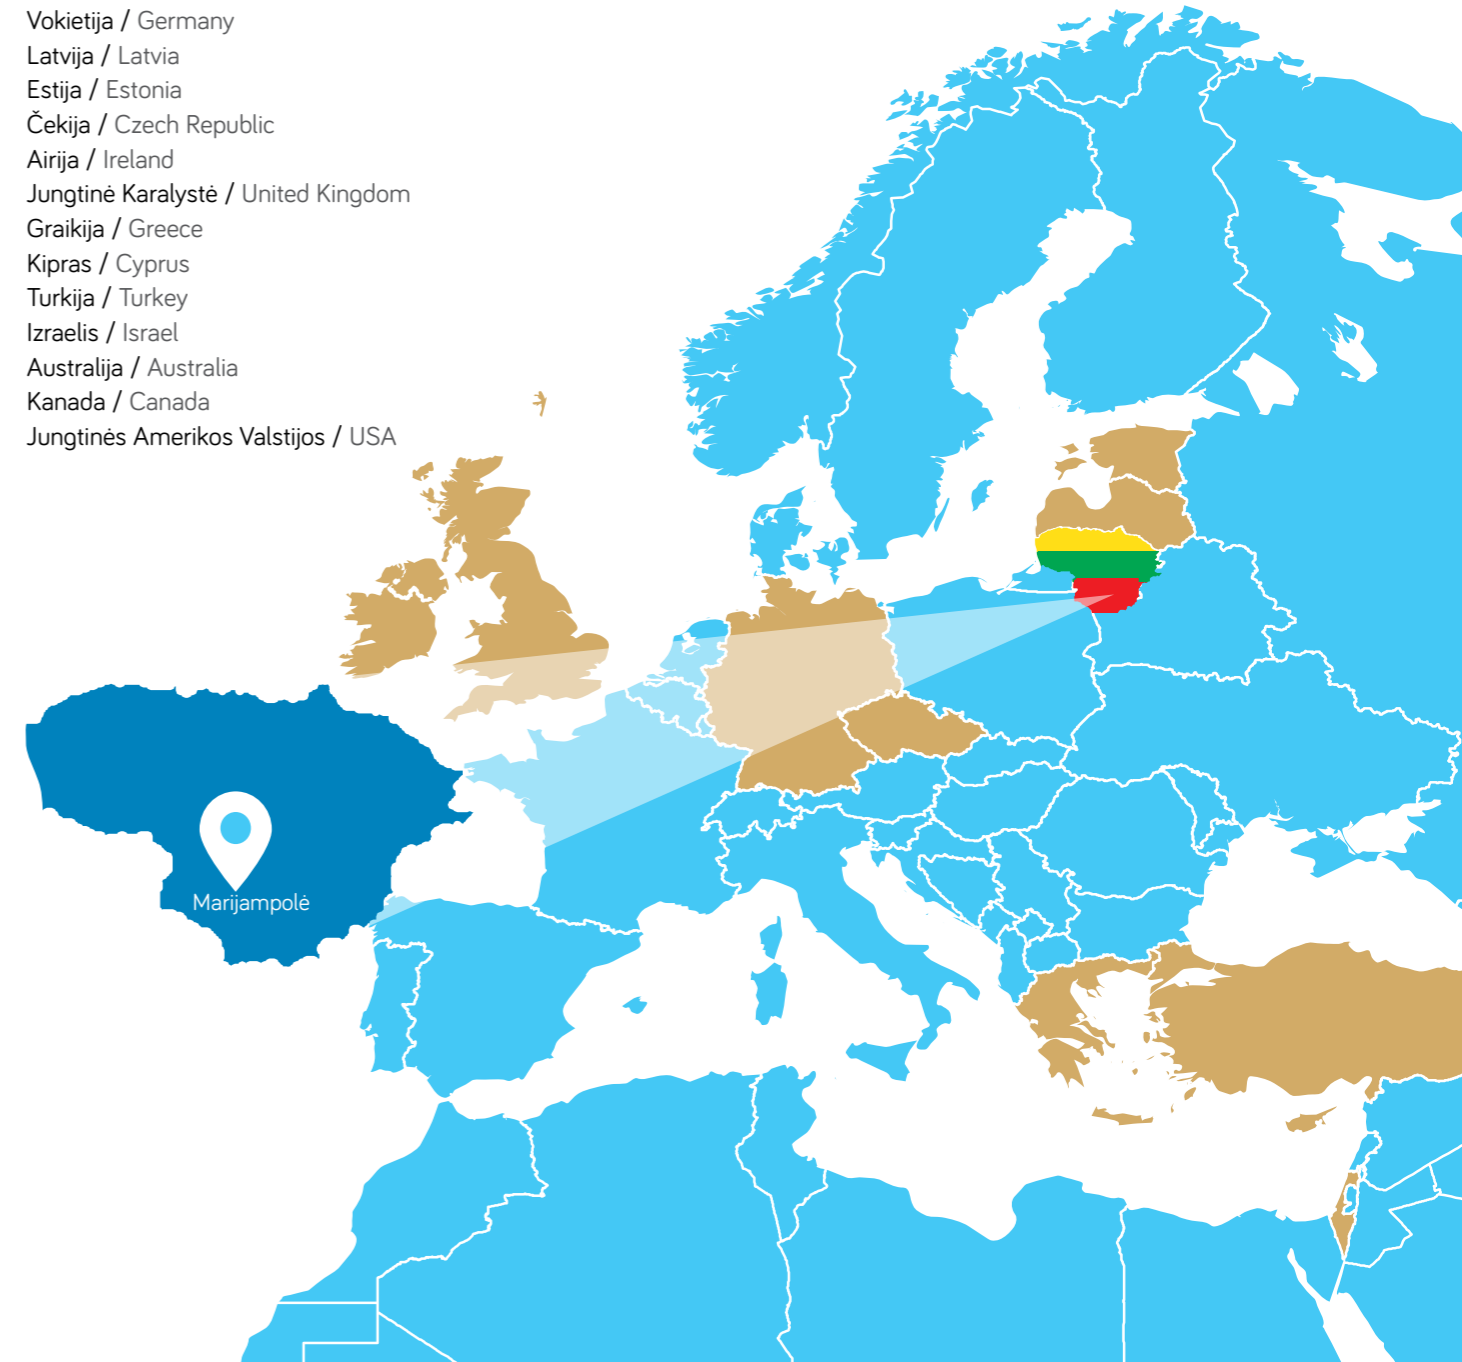 Vokietija / Germany
Latvija / Latvia
Estija / Estonia
Čekija / Czech Republic
Airija / Ireland
Jungtinė Karalystė / United Kingdom
Graikija / Greece
Kipras / Cyprus
Turkija / Turkey
Izraelis / Israel
Australija / Australia
Kanada / Canada
Jungtinės Amerikos Valstijos / USA
Marijampolė